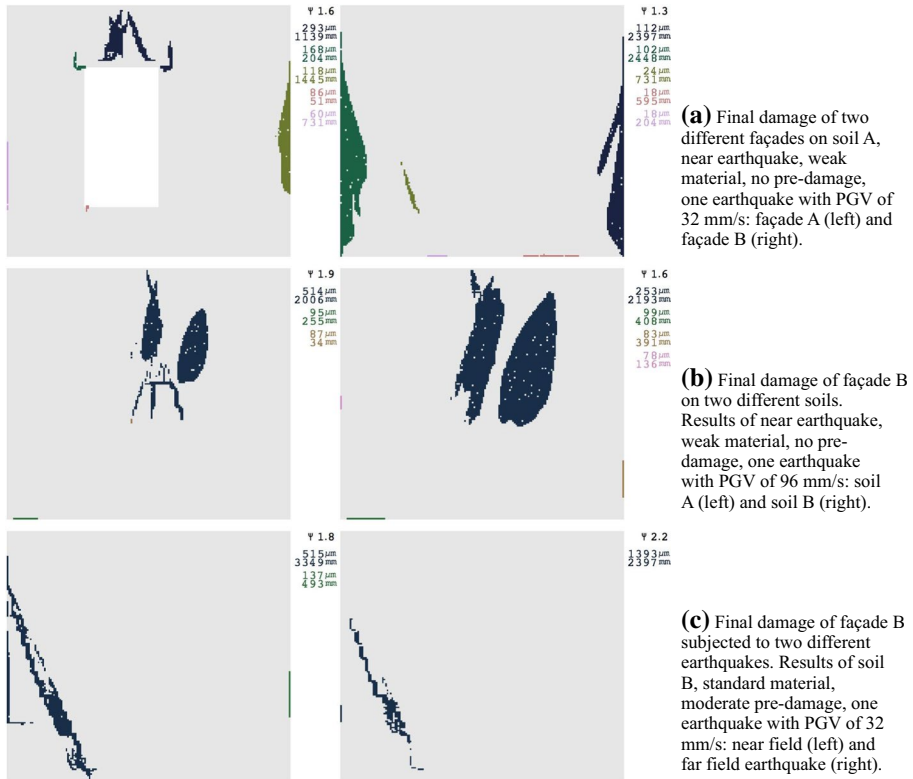 Ψ 1.6
293µm
1139mm
168µm
204mm
118µm
1445mm
86µm
51mm
60µm
731mm
Ψ 1.3
112µm
2397mm
102µm
2448mm
24µm
731mm
18µm
595mm
18µm
204mm
(a) Final damage of two
different façades on soil A,
near earthquake, weak
material, no pre-damage,
one earthquake with PGV of
32 mm/s: façade A (left) and
façade B (right).
Ψ 1.9
514µm
2006mm
95µm
255mm
87µm
34mm
Ψ 1.6
253µm
2193mm
99µm
408mm
83µm
391mm
78µm
136mm
(b) Final damage of façade B
on two different soils.
Results of near earthquake,
weak material, no pre-
damage, one earthquake
with PGV of 96 mm/s: soil
A (left) and soil B (right).
Ψ 1.8
515µm
3349mm
137µm
493mm
Ψ 2.2
1393µm
2397mm
(c) Final damage of façade B
subjected to two different
earthquakes. Results of soil
B, standard material,
moderate pre-damage, one
earthquake with PGV of 32
mm/s: near field (left) and
far field earthquake (right).